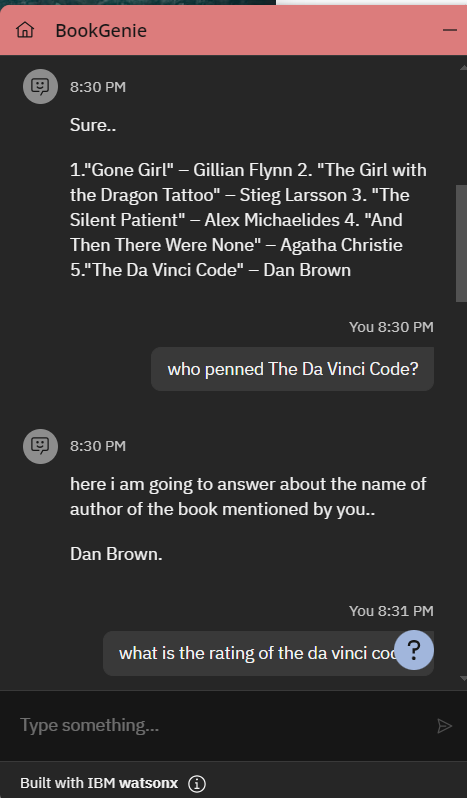 BookGenie
8:30 PM
Sure..
1."Gone Girl" – Gillian Flynn 2. "The Girl with
the Dragon Tattoo" – Stieg Larsson 3. "The
Silent Patient" – Alex Michaelides 4. "And
Then There Were None" – Agatha Christie
5."The Da Vinci Code" – Dan Brown
You 8:30 PM
who penned The Da Vinci Code?
8:30 PM
here i am going to answer about the name of
author of the book mentioned by you..
Dan Brown.
You 8:31 PM
what is the rating of the da vinci
?
Type something...
Built with IBM watsonx